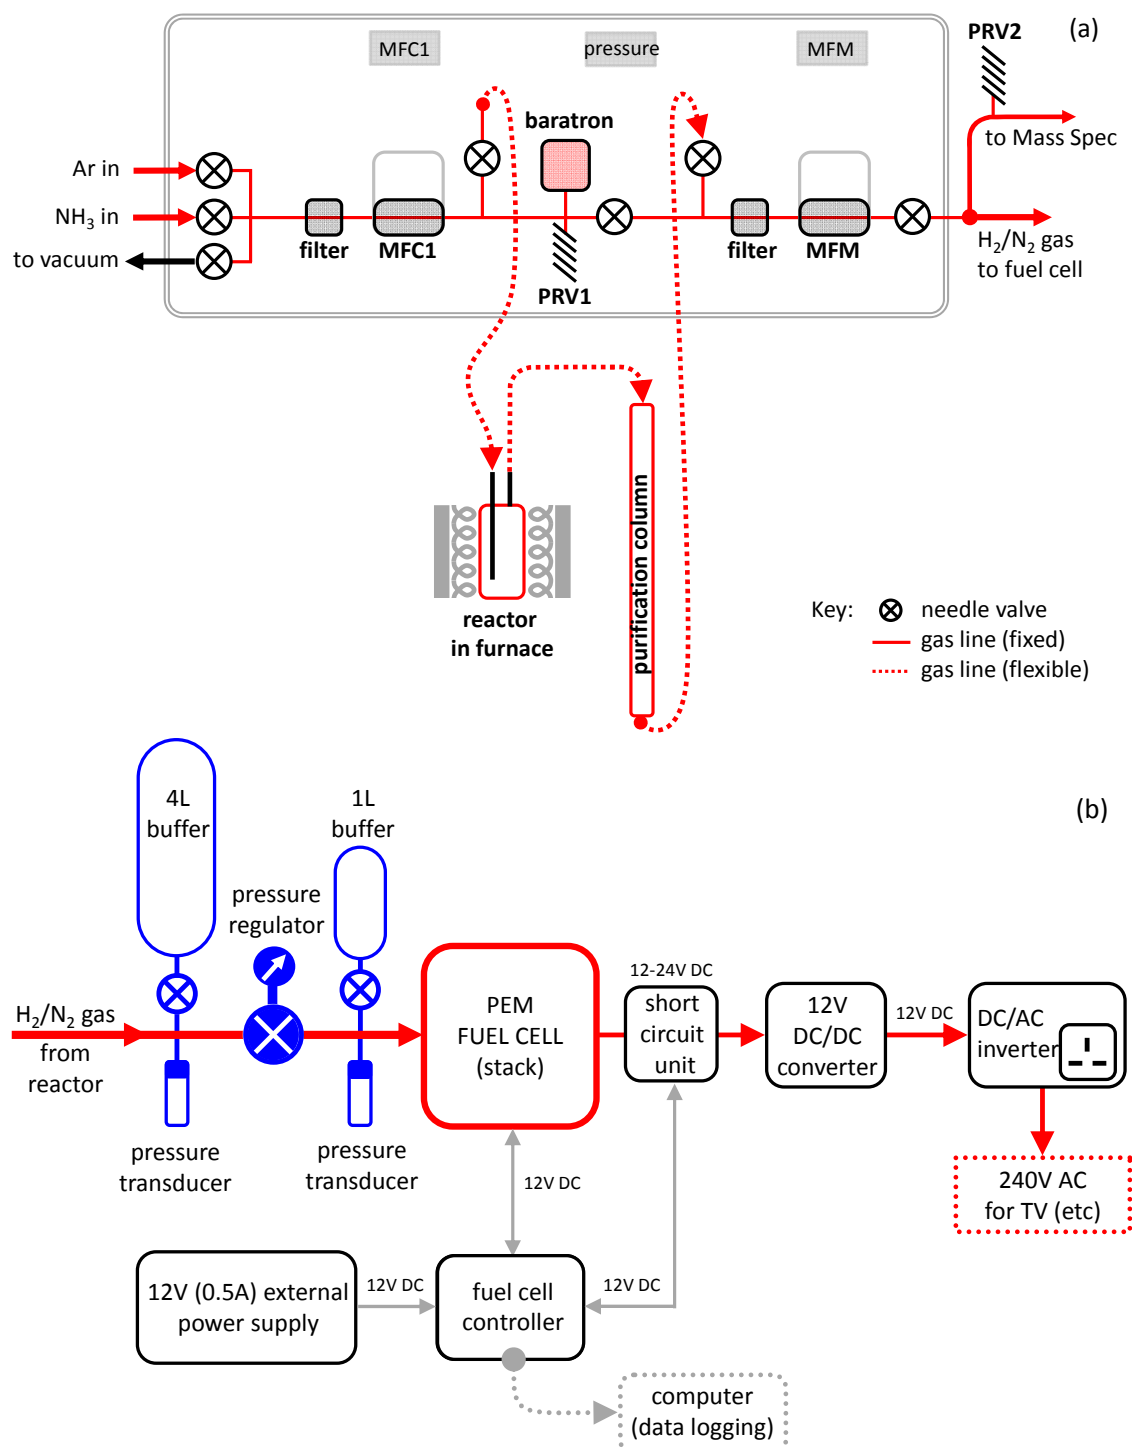 MFC1
pressure
MFM
PRV2
(a)
to Mass Spec
baratron
Ar in
NH3 in
to vacuum
filter
MFC1
PRV1
filter
MFM
H2/N2 gas
to fuel cell
reactor
in furnace
purification column
Key:
needle valve
gas line (fixed)
gas line (flexible)
(b)
4L
buffer
1L
buffer
pressure
regulator
H2/N2 gas
from
reactor
pressure
transducer
pressure
transducer
PEM
FUEL CELL
(stack)
12-24V DC
short
circuit
unit
12V
DC/DC
converter
12V DC
DC/AC
inverter
240V AC
for TV (etc)
12V DC
12V (0.5A) external
power supply
12V DC
fuel cell
controller
12V DC
computer
(data logging)